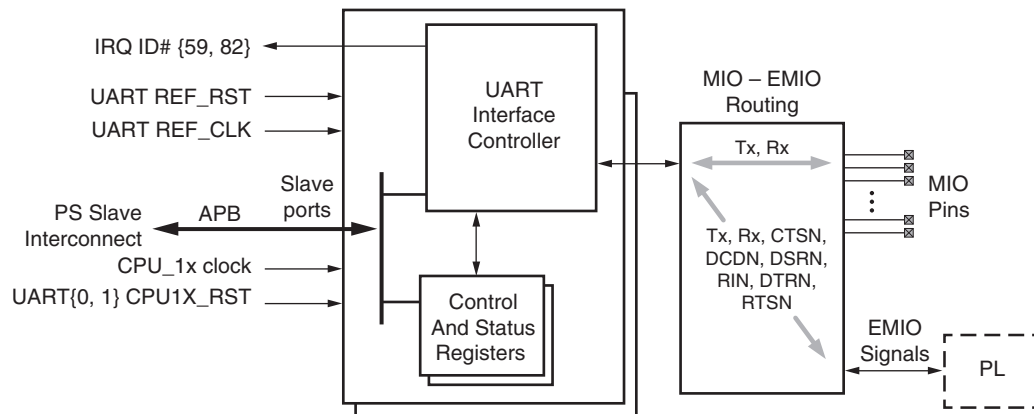 IRQ ID# {59, 82}
UART REF_RST
UART REF_CLK
PS Slave
Interconnect
APB
Slave
ports
CPU_1x clock
UART{0, 1} CPU1X_RST
UART
Interface
Controller
Control
And Status
Registers
MIO – EMIO
Routing
Tx, Rx
Tx, Rx, CTSN,
DCDN, DSRN,
RIN, DTRN,
RTSN
MIO
Pins
EMIO
Signals
PL